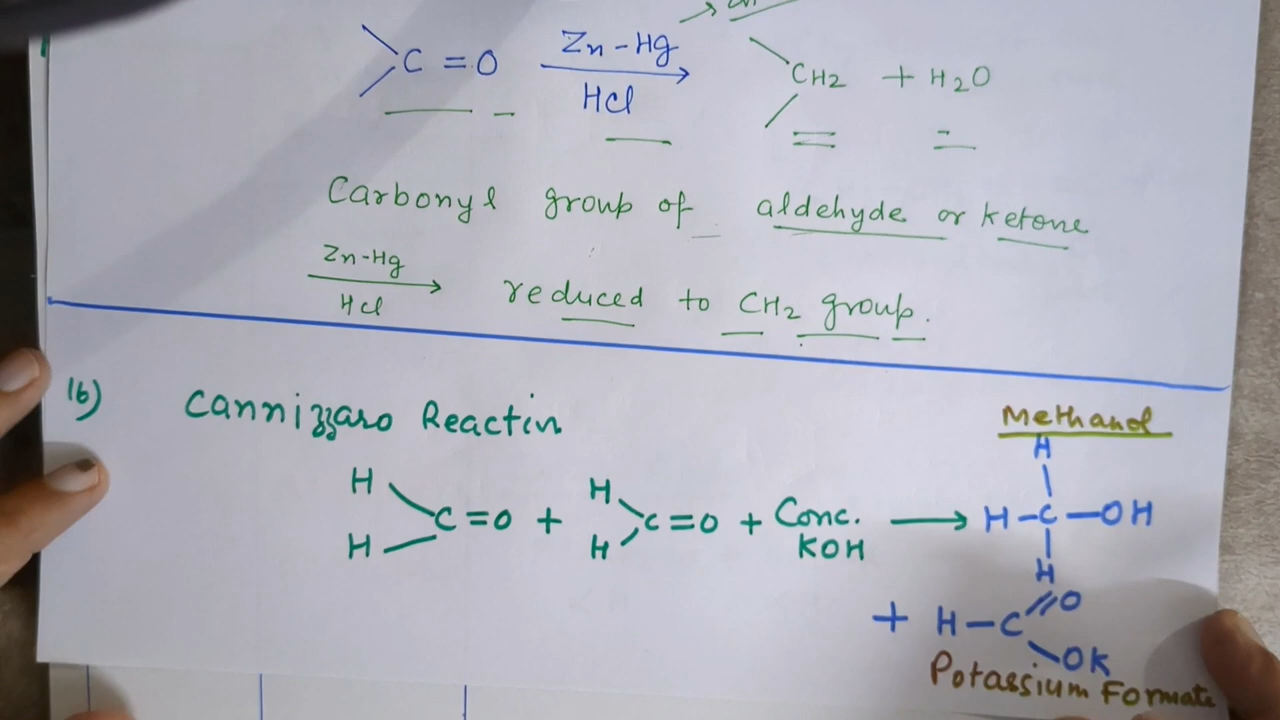 C = O Zn-Hg CH2 + H2O
HCl
Carbonyl group of aldehyde or ketone
Zn-Hg
HCl
reduced to CH2 group.
16) Cannizzaro Reactin
Methanol
H
H H
C=O + C=O + Conc. H-C-OH
H H KOH
H
+ H-C O
OK
Potassium Formate